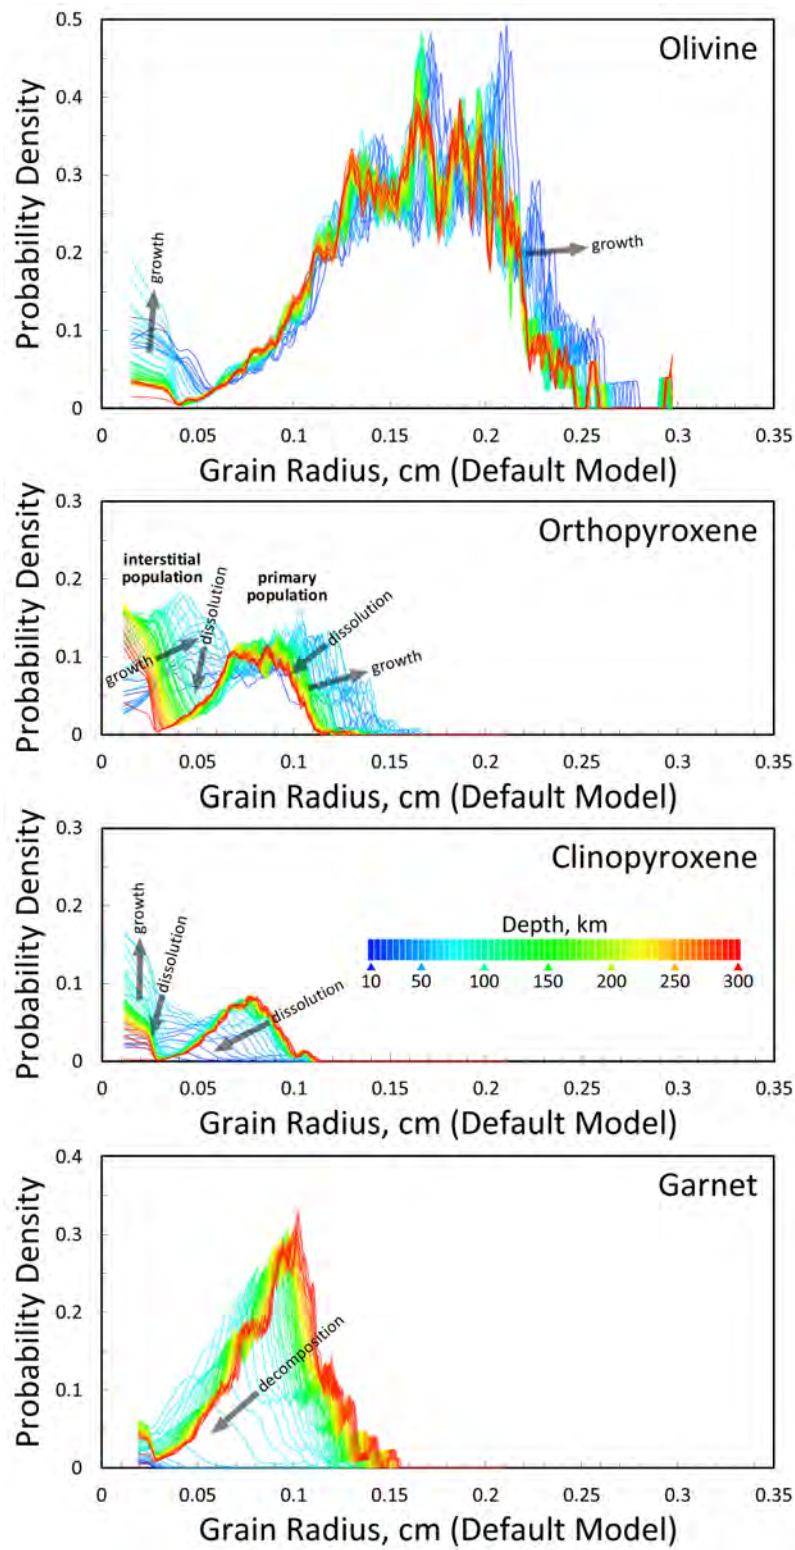 Olivine
Probability Density
0.5
0.4
0.3
0.2
0.1
0
growth
growth
0 0.05 0.1 0.15 0.2 0.25 0.3 0.35
Grain Radius, cm (Default Model)
Orthopyroxene
Probability Density
0.3
0.2
0.1
0
interstitial
population
primary
population
dissolution
dissolution
growth
growth
0 0.05 0.1 0.15 0.2 0.25 0.3 0.35
Grain Radius, cm (Default Model)
Clinopyroxene
Probability Density
0.3
0.2
0.1
0
growth
dissolution
dissolution
Depth, km
10 50 100 150 200 250 300
0 0.05 0.1 0.15 0.2 0.25 0.3 0.35
Grain Radius, cm (Default Model)
Garnet
Probability Density
0.4
0.3
0.2
0.1
0
decomposition
0 0.05 0.1 0.15 0.2 0.25 0.3 0.35
Grain Radius, cm (Default Model)